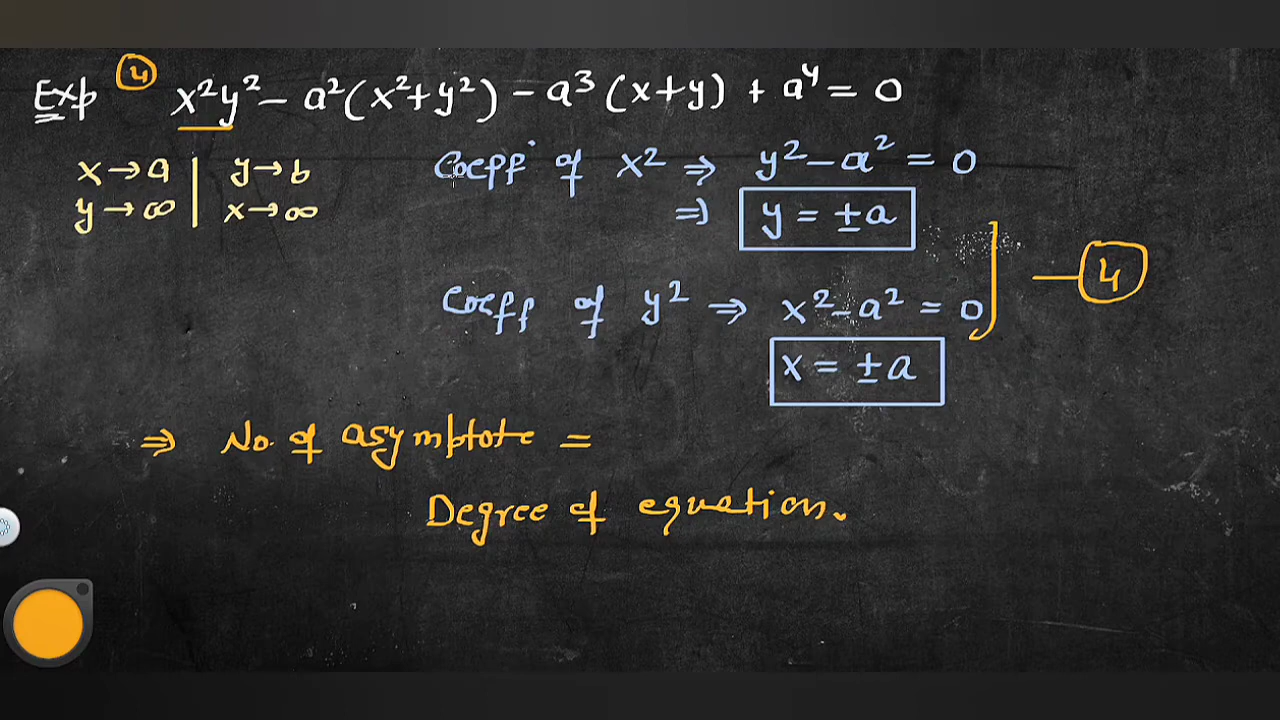 Exp ④ x²y² - a²(x²+y²) - a³(x+y) + a⁴ = 0
x → a | y → b
y → ∞ | x → ∞
Coeff of x² ⇒ y² - a² = 0
⇒ y = ±a
Coeff of y² ⇒ x² - a² = 0
x = ±a
— ④
⇒ No. of asymptote =
Degree of equation.